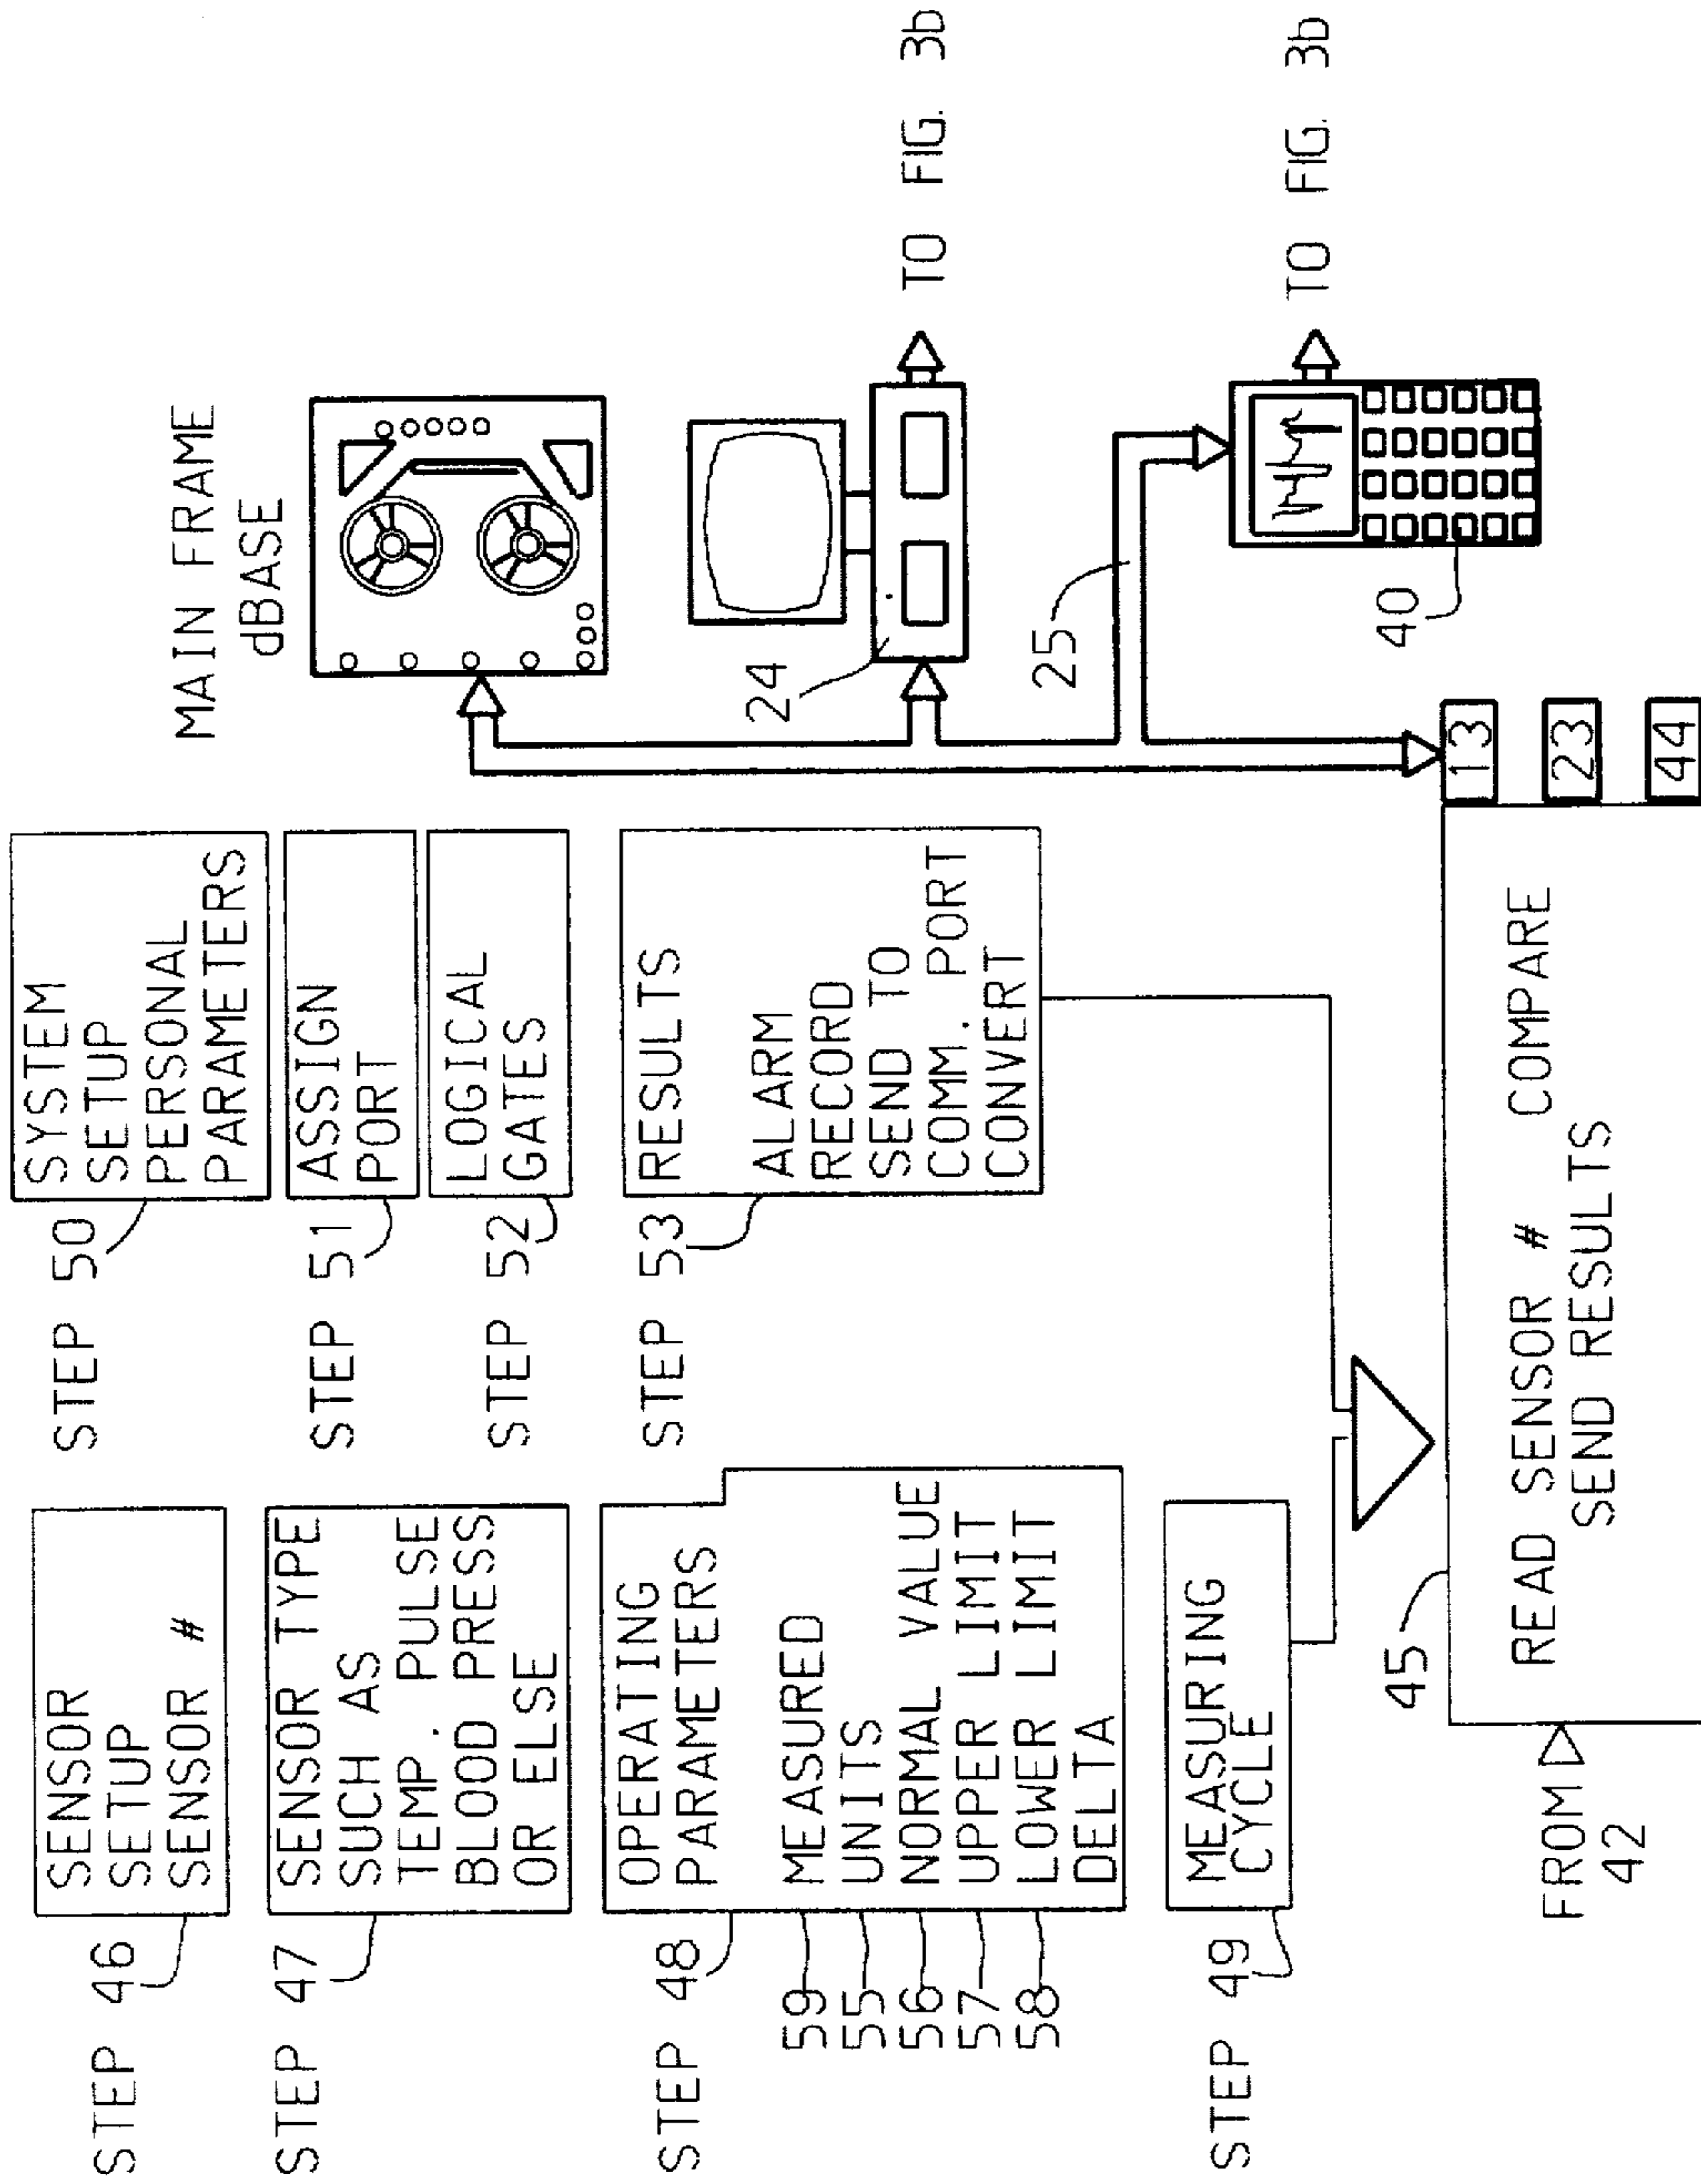 STEP 46
SENSOR
SETUP
SENSOR #
STEP 47
SENSOR TYPE
SUCH AS
TEMP. PULSE
BLOOD PRESS
OR ELSE
STEP 48
OPERATING
PARAMETERS
59
MEASURED
55
UNITS
56
NORMAL VALUE
57
UPPER LIMIT
58
LOWER LIMIT
DELTA
STEP 49
MEASURING
CYCLE
STEP 50
SYSTEM
SETUP
PERSONAL
PARAMETERS
STEP 51
ASSIGN
PORT
STEP 52
LOGICAL
GATES
STEP 53
RESULTS
ALARM
RECORD
SEND TO
COMM. PORT
CONVERT
45
FROM
42
READ SENSOR # COMPARE
SEND RESULTS
13
23
44
MAIN FRAME
dBASE
24
TO FIG. 3b
25
40
TO FIG. 3b